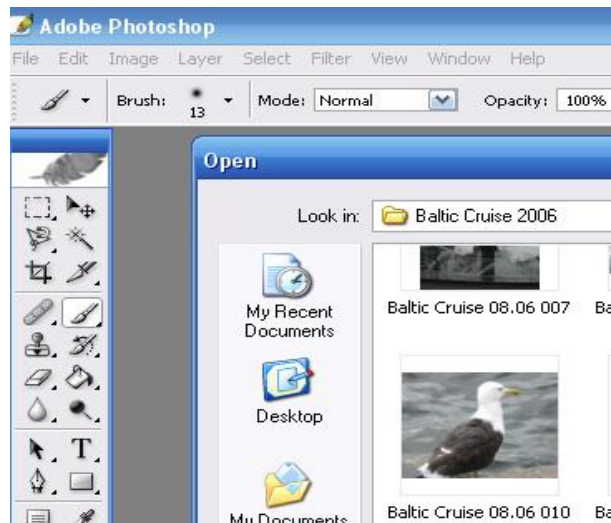 Adobe Photoshop
File Edit Image Layer Select Filter View Window Help
Brush: 13 Mode: Normal Opacity: 100%
Open
Look in: Baltic Cruise 2006
My Recent
Documents
Baltic Cruise 08.06 007 Ba
Desktop
My Documents
Baltic Cruise 08.06 010 Ba